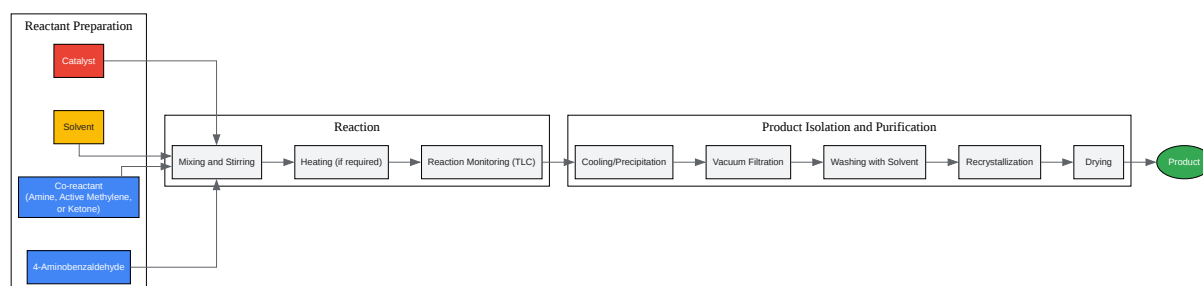 Reactant Preparation
Catalyst
Solvent
Co-reactant
(Amine, Active Methylene,
or Ketone)
4-Aminobenzaldehyde
Reaction
Mixing and Stirring
Heating (if required)
Reaction Monitoring (TLC)
Product Isolation and Purification
Cooling/Precipitation
Vacuum Filtration
Washing with Solvent
Recrystallization
Drying
Product